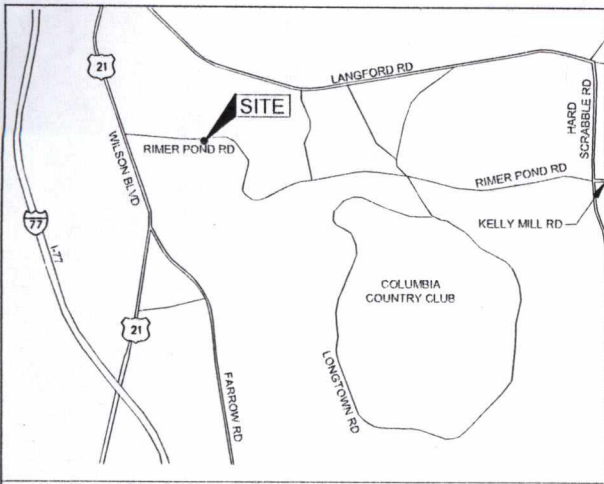 21
LANGFORD RD
SITE
HARD
SCRABBLE RD
WILSON BLVD
RIMER POND RD
RIMER POND RD
77
I-77
KELLY MILL RD
COLUMBIA
COUNTRY CLUB
21
LONGTOWN RD
FARROW RD